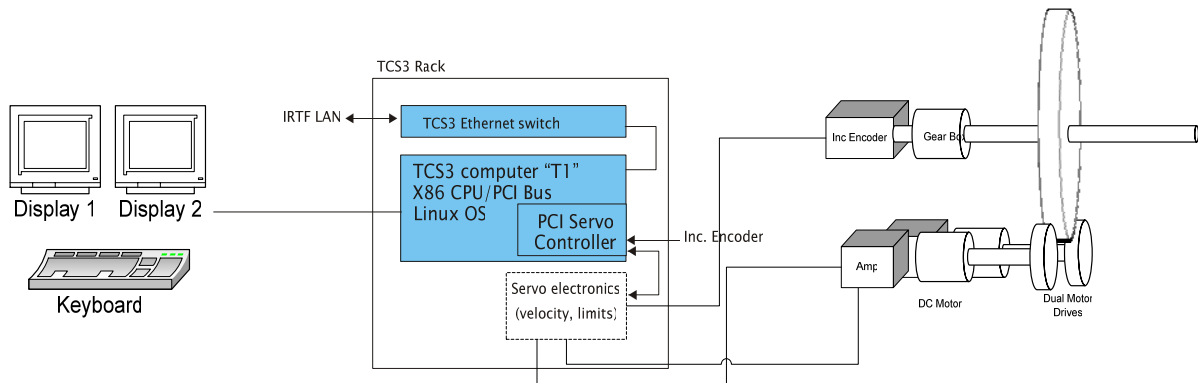 TCS3 Rack
IRTF LAN
TCS3 Ethernet switch
TCS3 computer “T1”
X86 CPU/PCI Bus
Linux OS
PCI Servo
Controller
Inc. Encoder
Servo electronics
(velocity, limits)
Display 1
Display 2
Keyboard
Inc Encoder
Gear Box
Amp
DC Motor
Dual Motor
Drives